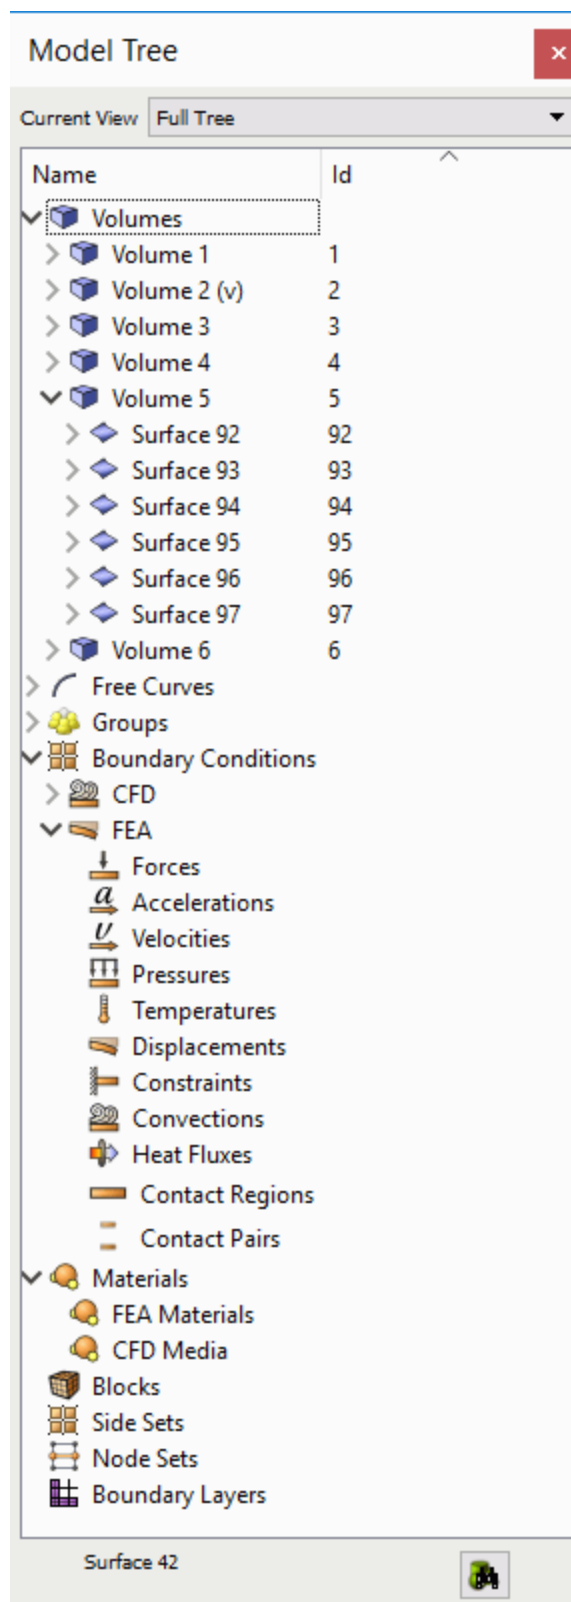 Model Tree
Current View Full Tree
Name Id
Volumes
Volume 1 1
Volume 2 (v) 2
Volume 3 3
Volume 4 4
Volume 5 5
Surface 92 92
Surface 93 93
Surface 94 94
Surface 95 95
Surface 96 96
Surface 97 97
Volume 6 6
Free Curves
Groups
Boundary Conditions
CFD
FEA
Forces
a Accelerations
v Velocities
Pressures
Temperatures
Displacements
Constraints
Convections
Heat Fluxes
Contact Regions
Contact Pairs
Materials
FEA Materials
CFD Media
Blocks
Side Sets
Node Sets
Boundary Layers
Surface 42